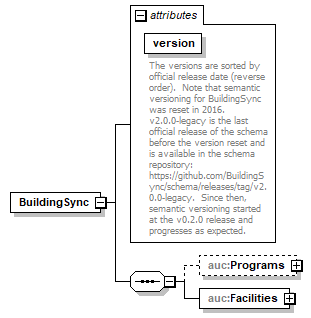 attributes
version
The versions are sorted by
official release date (reverse
order).  Note that semantic
versioning for BuildingSync
was reset in 2016.
v2.0.0-legacy is the last
official release of the schema
before the version reset and
is available in the schema
repository:
https://github.com/BuildingS
ync/schema/releases/tag/v2.
0.0-legacy.  Since then,
semantic versioning started
at the v0.2.0 release and
progresses as expected.
BuildingSync
auc:Programs
auc:Facilities